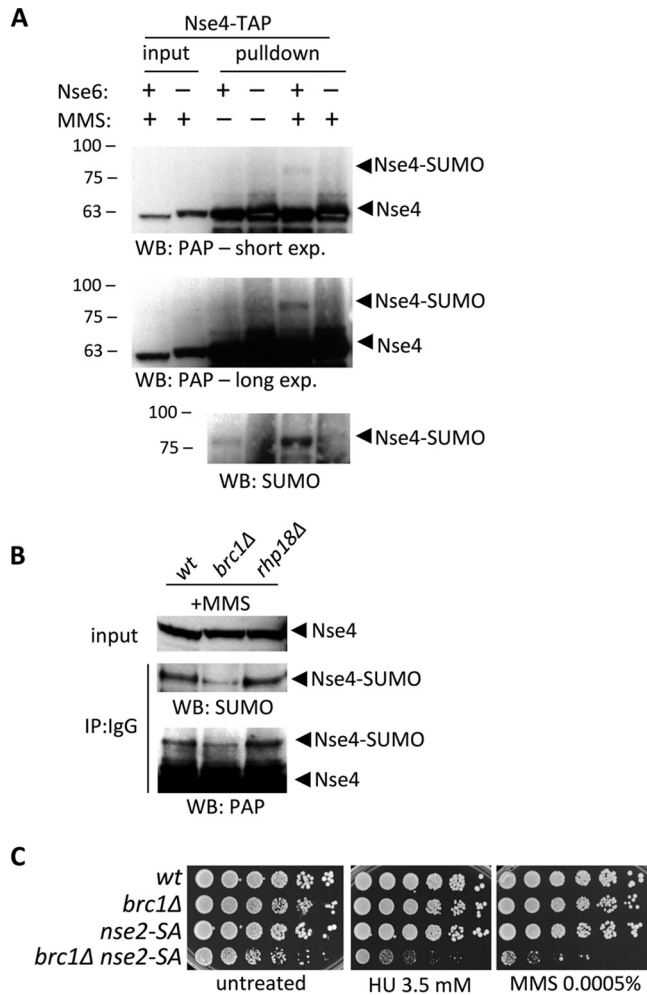 A
Nse4-TAP
input pulldown
Nse6: + − + − + −
MMS: + + − − + +
100 –
75 –
63 –
◀Nse4-SUMO
◀Nse4
WB: PAP – short exp.
100 –
75 –
63 –
◀Nse4-SUMO
◀Nse4
WB: PAP – long exp.
100 –
75 –
◀Nse4-SUMO
WB: SUMO
B
wt brc1Δ rhp18Δ
+MMS
input ◀Nse4
IP:IgG
◀Nse4-SUMO
WB: SUMO
◀Nse4-SUMO
◀Nse4
WB: PAP
C
wt
brc1Δ
nse2-SA
brc1Δ nse2-SA
untreated HU 3.5 mM MMS 0.0005%